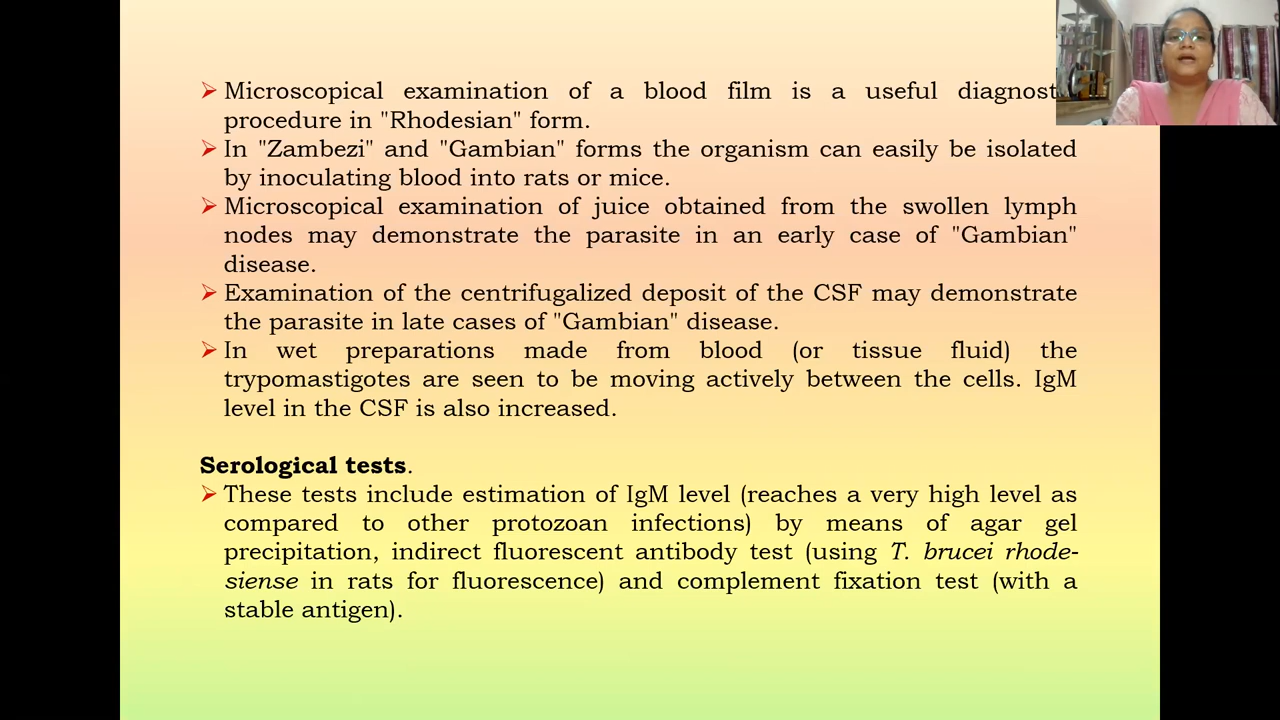 Microscopical examination of a blood film is a useful
procedure in "Rhodesian" form.
In "Zambezi" and "Gambian" forms the organism can easily be isolated
by inoculating blood into rats or mice.
Microscopical examination of juice obtained from the swollen lymph
nodes may demonstrate the parasite in an early case of "Gambian"
disease.
Examination of the centrifugalized deposit of the CSF may demonstrate
the parasite in late cases of "Gambian" disease.
In wet preparations made from blood (or tissue fluid) the
trypomastigotes are seen to be moving actively between the cells. IgM
level in the CSF is also increased.
Serological tests.
These tests include estimation of IgM level (reaches a very high level as
compared to other protozoan infections) by means of agar gel
precipitation, indirect fluorescent antibody test (using T. brucei rhode-
siense in rats for fluorescence) and complement fixation test (with a
stable antigen).